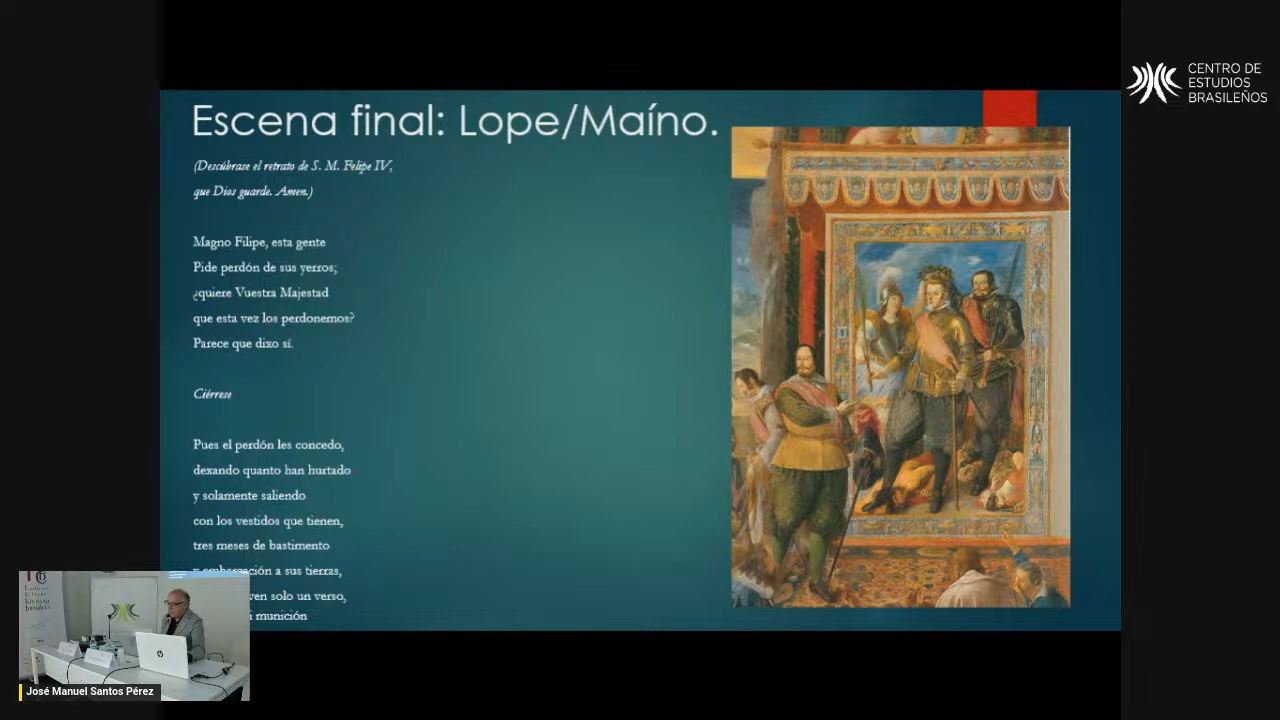 Escena final: Lope/Maíno.
(Descúbrase el retrato de S. M. Felipe IV,
que Dios guarde. Amen.)
Magno Filipe, esta gente
Pide perdón de sus yerros;
¿quiere Vuestra Majestad
que esta vez los perdonemos?
Parece que dixo sí.
Ciérrese
Pues el perdón les concedo,
dexando quanto han hurtado
y solamente saliendo
con los vestidos que tienen,
tres meses de bastimento
a sus tierras,
solo un verso,
munición
CENTRO DE
ESTUDIOS
BRASILEÑOS
José Manuel Santos Pérez